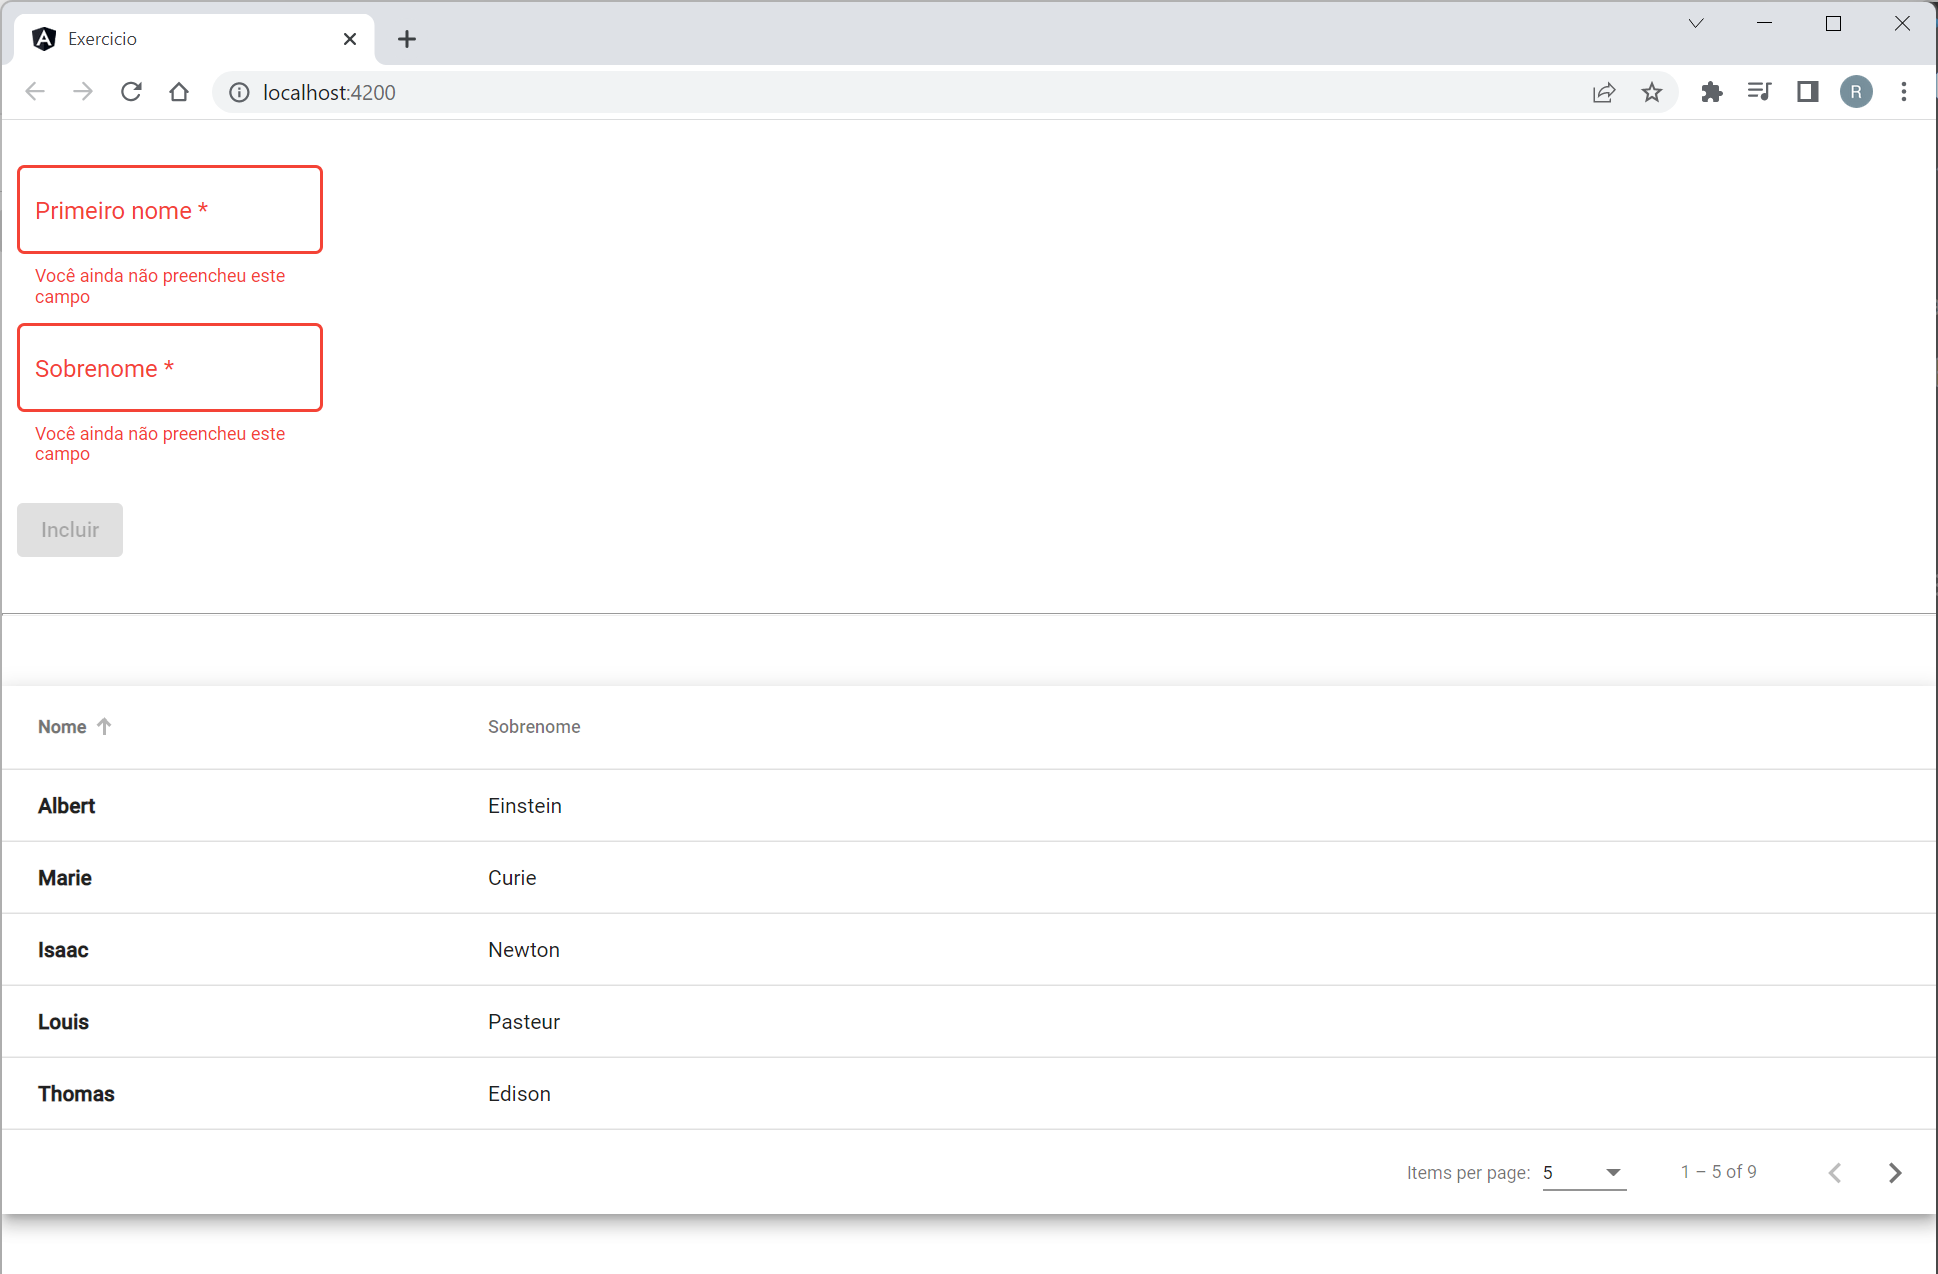 Exercicio
localhost:4200
R
Primeiro nome *
Você ainda não preencheu este
campo
Sobrenome *
Você ainda não preencheu este
campo
Incluir
Nome Sobrenome
Albert Einstein
Marie Curie
Isaac Newton
Louis Pasteur
Thomas Edison
Items per page: 5 1 – 5 of 9